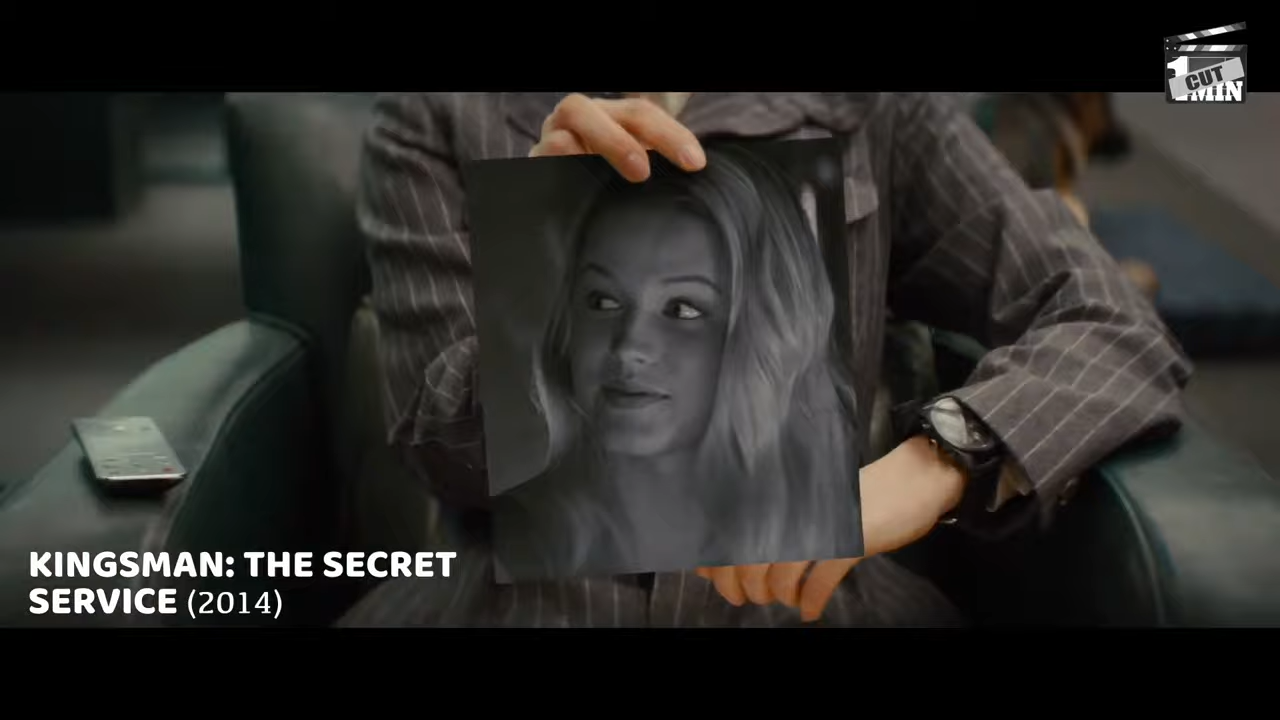 1
CUT
MIN
KINGSMAN: THE SECRET
SERVICE (2014)